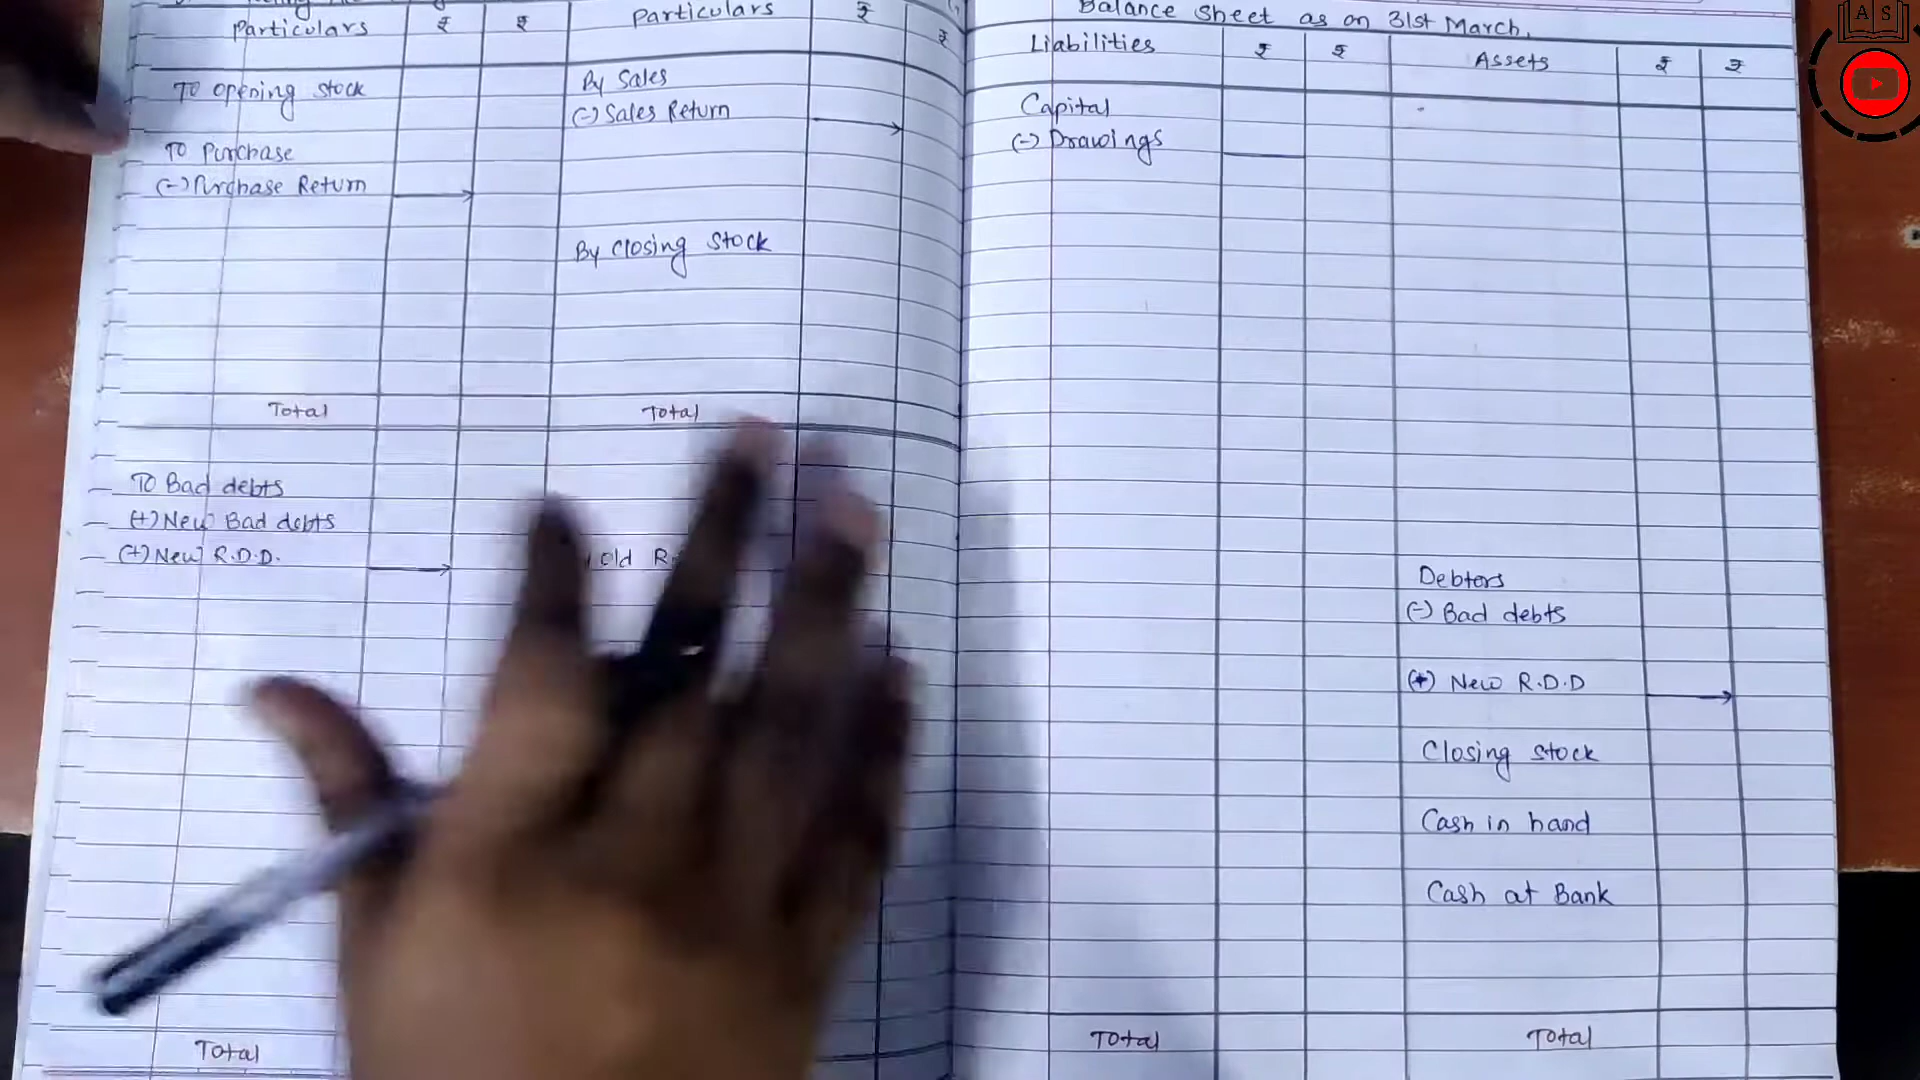 Particulars ₹ ₹ Particulars ₹ ₹
To Opening Stock
To Purchase
(-) Purchase Return
By Sales
(-) Sales Return
By Closing Stock
Total Total
To Bad debts
(+) New Bad debts
(+) New R.D.D.
Old
Total
Balance Sheet as on 31st March,
Liabilities ₹ ₹ Assets ₹ ₹
Capital
(-) Drawings
Debtors
(-) Bad debts
(+) New R.D.D
Closing Stock
Cash in hand
Cash at Bank
Total Total
A S